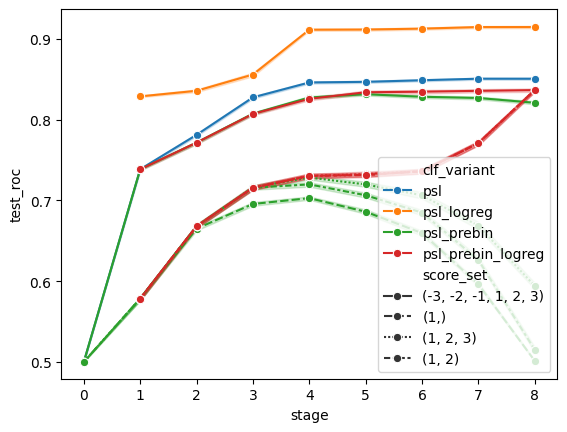 0.9
0.8
0.7
0.6
0.5
test_roc
0 1 2 3 4 5 6 7 8
stage
clf_variant
psl
psl_logreg
psl_prebin
psl_prebin_logreg
score_set
(-3, -2, -1, 1, 2, 3)
(1,)
(1, 2, 3)
(1, 2)